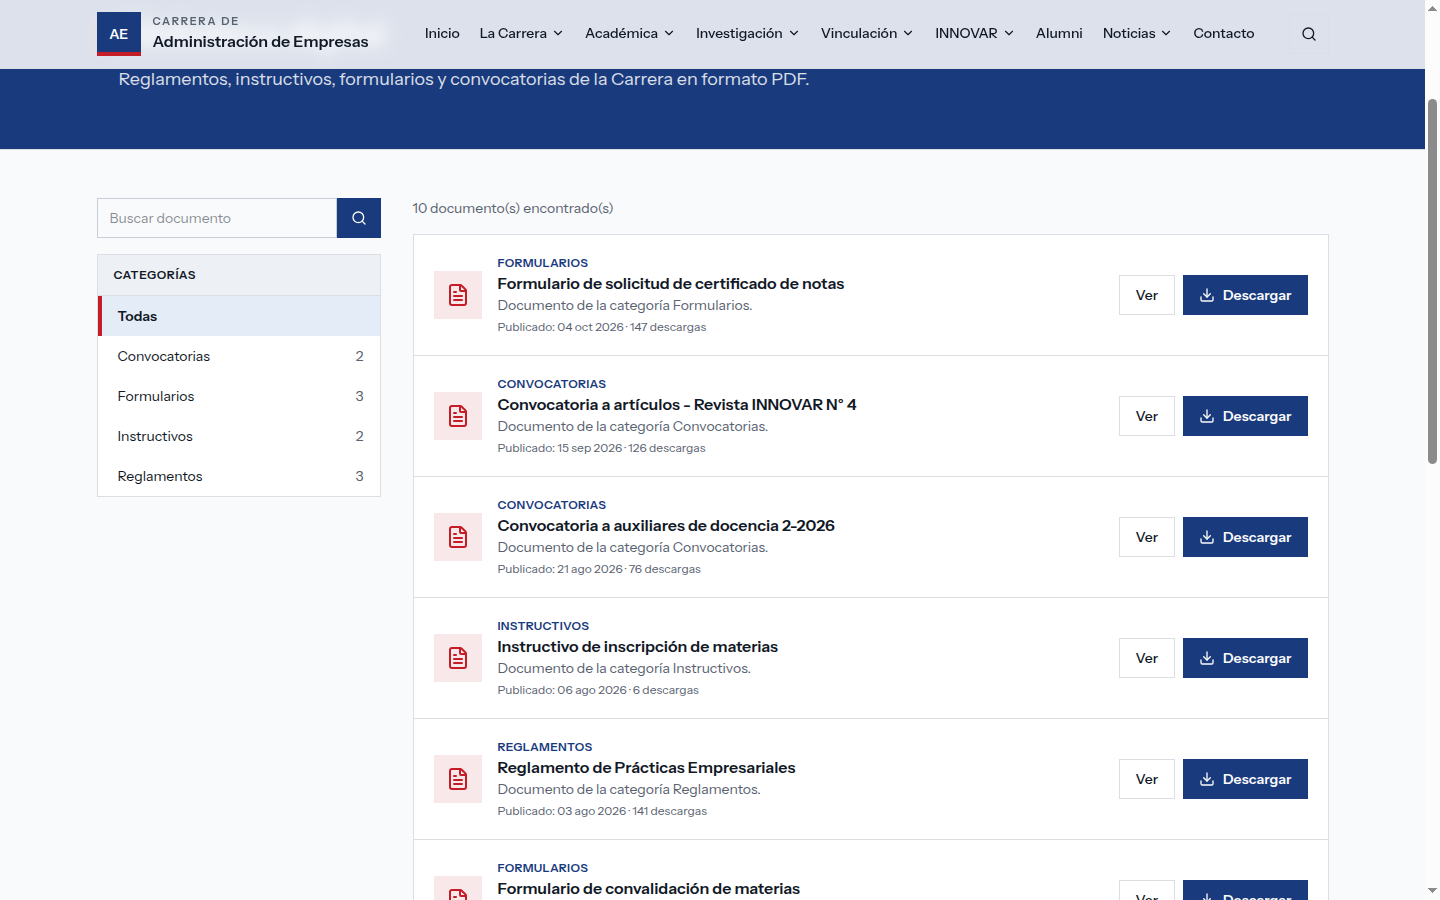 AE
CARRERA DE
Administración de Empresas
Inicio
La Carrera
Académica
Investigación
Vinculación
INNOVAR
Alumni
Noticias
Contacto
Reglamentos, instructivos, formularios y convocatorias de la Carrera en formato PDF.
Buscar documento
CATEGORÍAS
Todas
Convocatorias 2
Formularios 3
Instructivos 2
Reglamentos 3
10 documento(s) encontrado(s)
FORMULARIOS
Formulario de solicitud de certificado de notas
Documento de la categoría Formularios.
Publicado: 04 oct 2026 · 147 descargas
Ver
Descargar
CONVOCATORIAS
Convocatoria a artículos - Revista INNOVAR N° 4
Documento de la categoría Convocatorias.
Publicado: 15 sep 2026 · 126 descargas
Ver
Descargar
CONVOCATORIAS
Convocatoria a auxiliares de docencia 2-2026
Documento de la categoría Convocatorias.
Publicado: 21 ago 2026 · 76 descargas
Ver
Descargar
INSTRUCTIVOS
Instructivo de inscripción de materias
Documento de la categoría Instructivos.
Publicado: 06 ago 2026 · 6 descargas
Ver
Descargar
REGLAMENTOS
Reglamento de Prácticas Empresariales
Documento de la categoría Reglamentos.
Publicado: 03 ago 2026 · 141 descargas
Ver
Descargar
FORMULARIOS
Formulario de convalidación de materias
Ver
Descargar